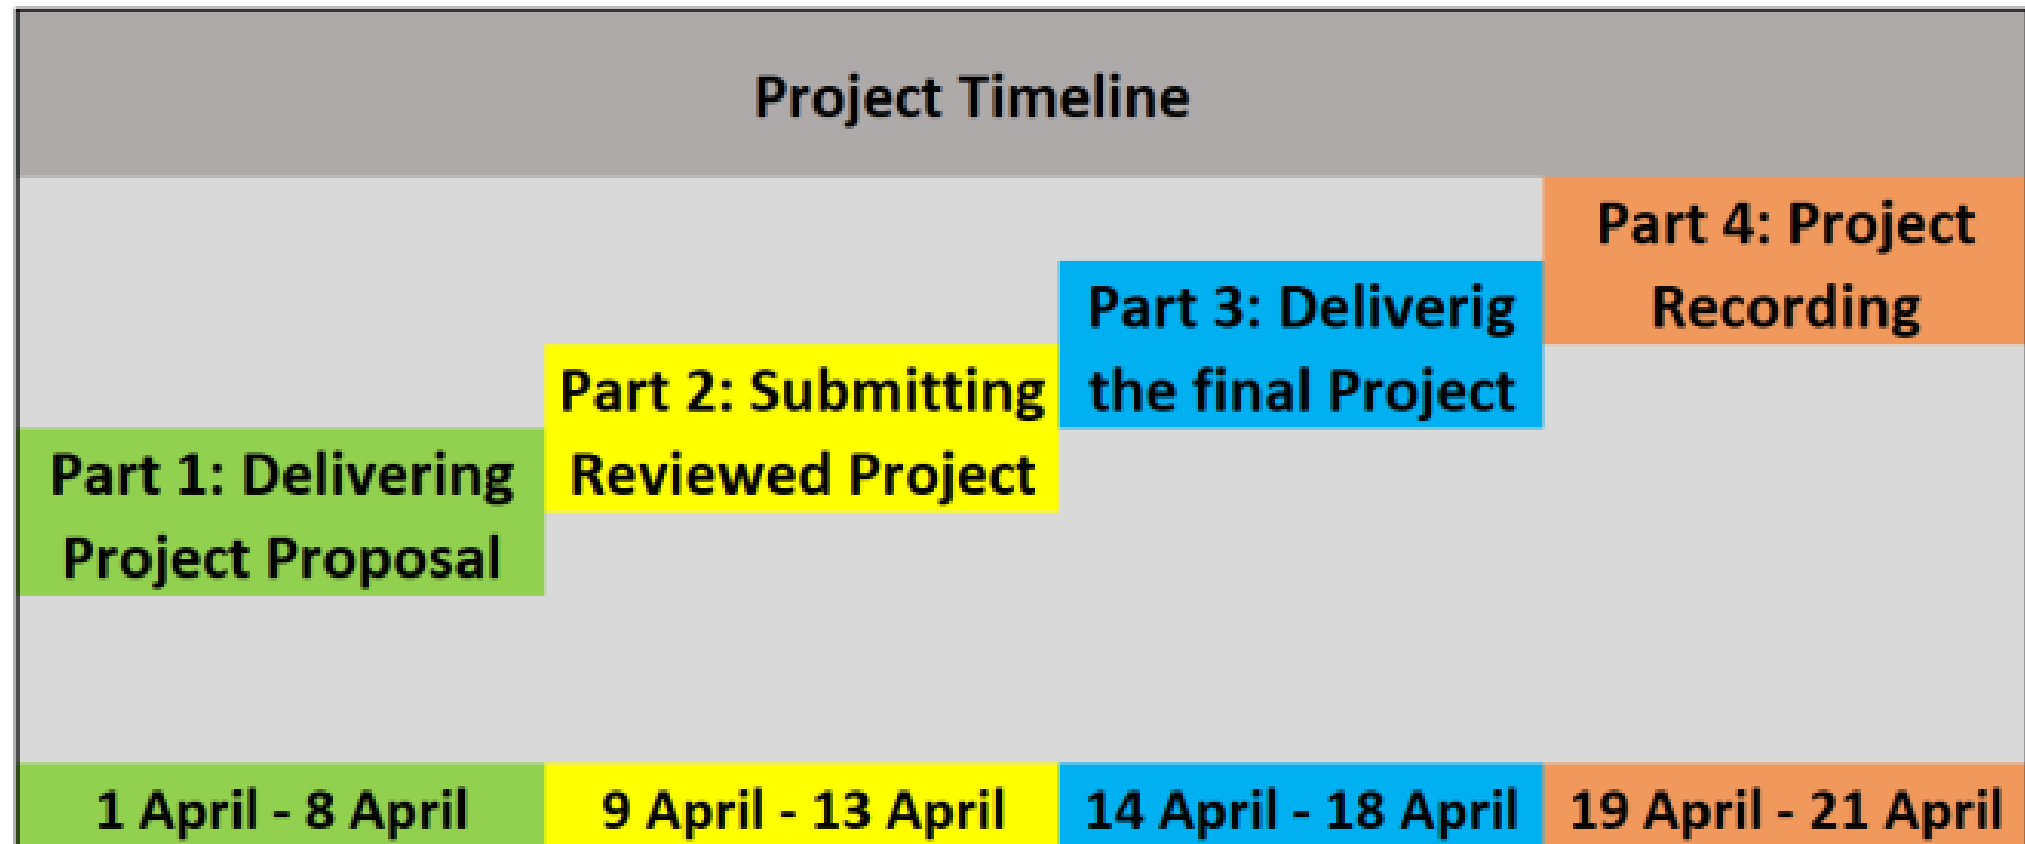 Project Timeline
Part 4: Project
Recording
Part 3: Deliverig
the final Project
Part 2: Submitting
Reviewed Project
Part 1: Delivering
Project Proposal
1 April - 8 April
9 April - 13 April
14 April - 18 April
19 April - 21 April